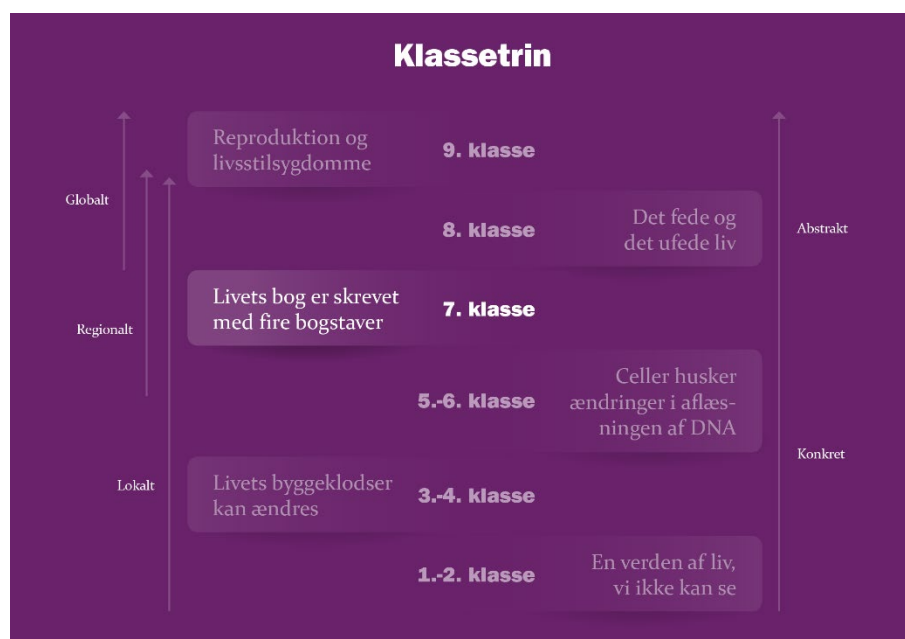 Klassetrin
Reproduktion og
livsstilsygdomme
9. klasse
Globalt
8. klasse
Det fede og
det ufede liv
Abstrakt
Livets bog er skrevet
med fire bogstaver
7. klasse
Regionalt
5.-6. klasse
Celler husker
ændringer i aflæs-
ningen af DNA
Konkret
Lokalt
Livets byggeklodser
kan ændres
3.-4. klasse
1.-2. klasse
En verden af liv,
vi ikke kan se